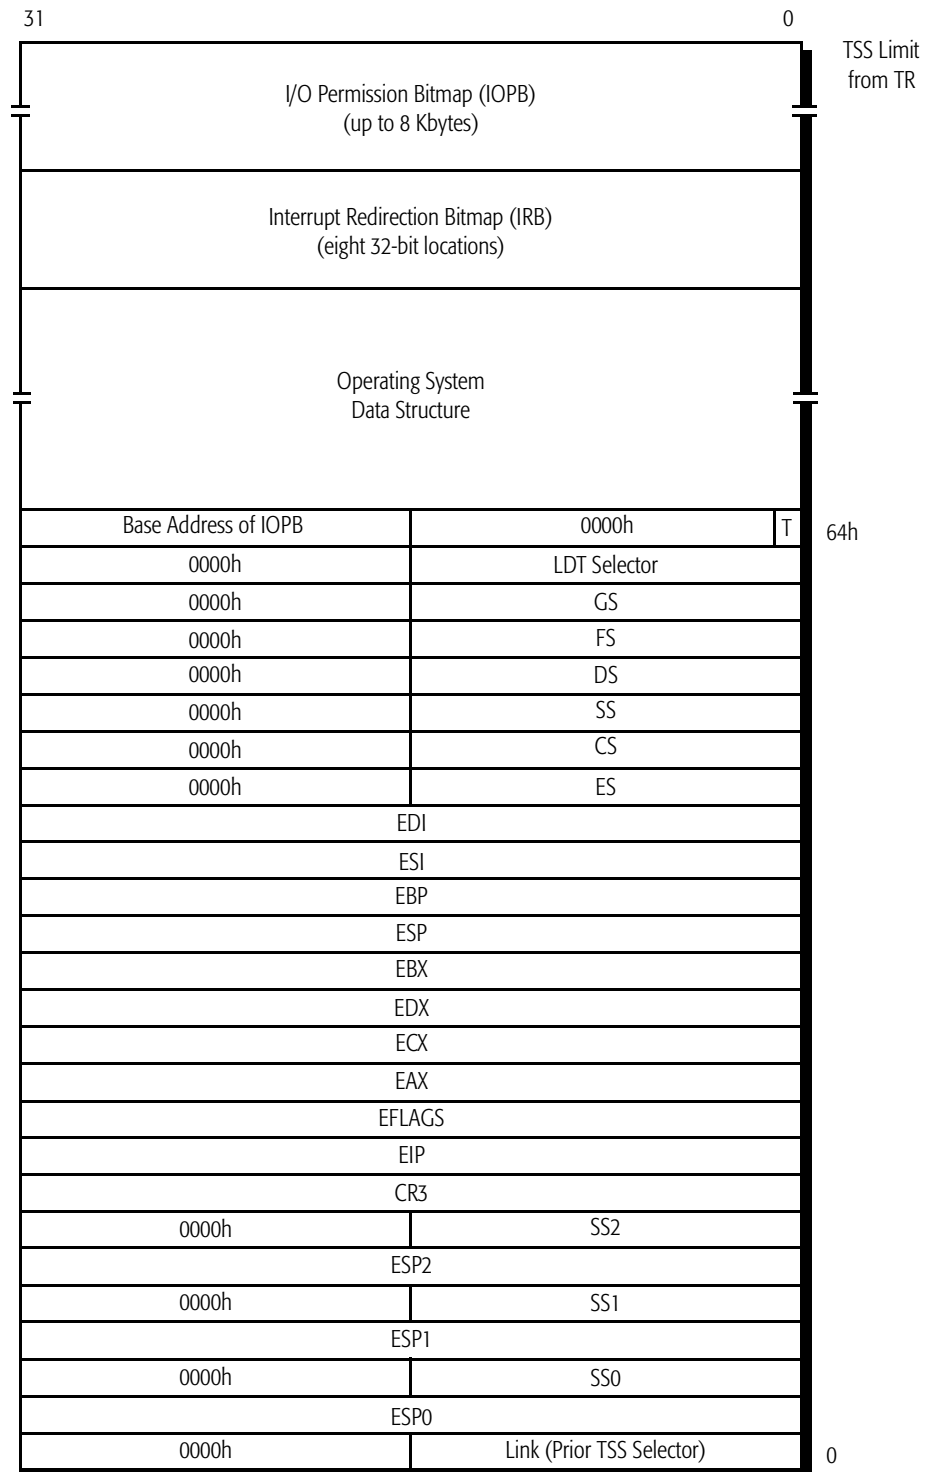 31 0
TSS Limit
from TR
I/O Permission Bitmap (IOPB)
(up to 8 Kbytes)
Interrupt Redirection Bitmap (IRB)
(eight 32-bit locations)
Operating System
Data Structure
Base Address of IOPB 0000h T 64h
0000h LDT Selector
0000h GS
0000h FS
0000h DS
0000h SS
0000h CS
0000h ES
EDI
ESI
EBP
ESP
EBX
EDX
ECX
EAX
EFLAGS
EIP
CR3
0000h SS2
ESP2
0000h SS1
ESP1
0000h SS0
ESP0
0000h Link (Prior TSS Selector) 0